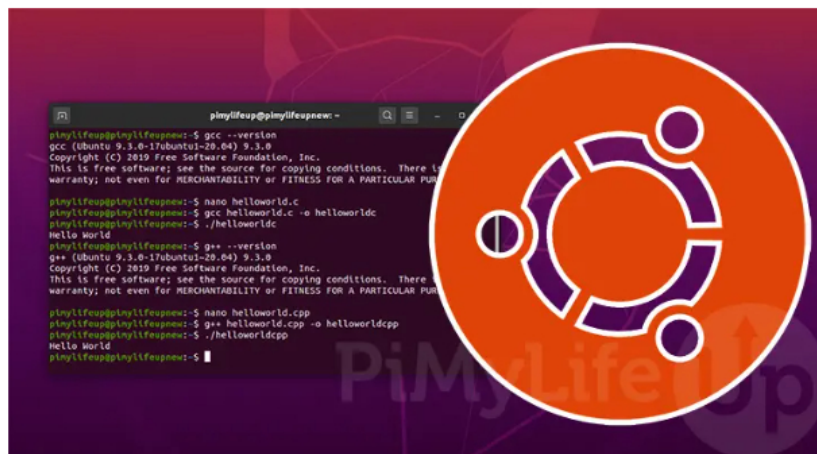 pimylifeup@pimylifeupnew: ~
pimylifeup@pimylifeupnew:~$ gcc --version
gcc (Ubuntu 9.3.0-17ubuntu1~20.04) 9.3.0
Copyright (C) 2019 Free Software Foundation, Inc.
This is free software; see the source for copying conditions.  There i
warranty; not even for MERCHANTABILITY or FITNESS FOR A PARTICULAR PUR
pimylifeup@pimylifeupnew:~$ nano helloworld.c
pimylifeup@pimylifeupnew:~$ gcc helloworld.c -o helloworldc
pimylifeup@pimylifeupnew:~$ ./helloworldc
Hello World
pimylifeup@pimylifeupnew:~$ g++ --version
g++ (Ubuntu 9.3.0-17ubuntu1~20.04) 9.3.0
Copyright (C) 2019 Free Software Foundation, Inc.
This is free software; see the source for copying conditions.  There
warranty; not even for MERCHANTABILITY or FITNESS FOR A PARTICULAR PUR
pimylifeup@pimylifeupnew:~$ nano helloworld.cpp
pimylifeup@pimylifeupnew:~$ g++ helloworld.cpp -o helloworldcpp
pimylifeup@pimylifeupnew:~$ ./helloworldcpp
Hello World
pimylifeup@pimylifeupnew:~$
PiMyLifeUp